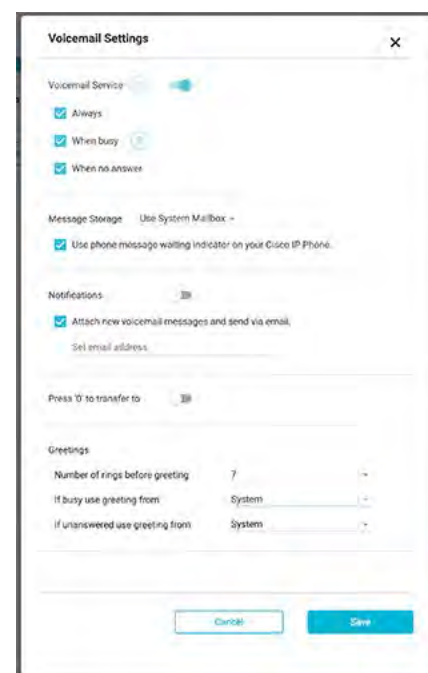 Voicemail Settings
Voicemail Service
Always
When busy
When no answer
Message Storage Use System Mailbox
Use phone message waiting indicator on your Cisco IP Phone.
Notifications
Attach new voicemail messages and send via email.
Set email address
Press '0' to transfer to
Greetings
Number of rings before greeting 7
If busy use greeting from System
If unanswered use greeting from System
Cancel Save